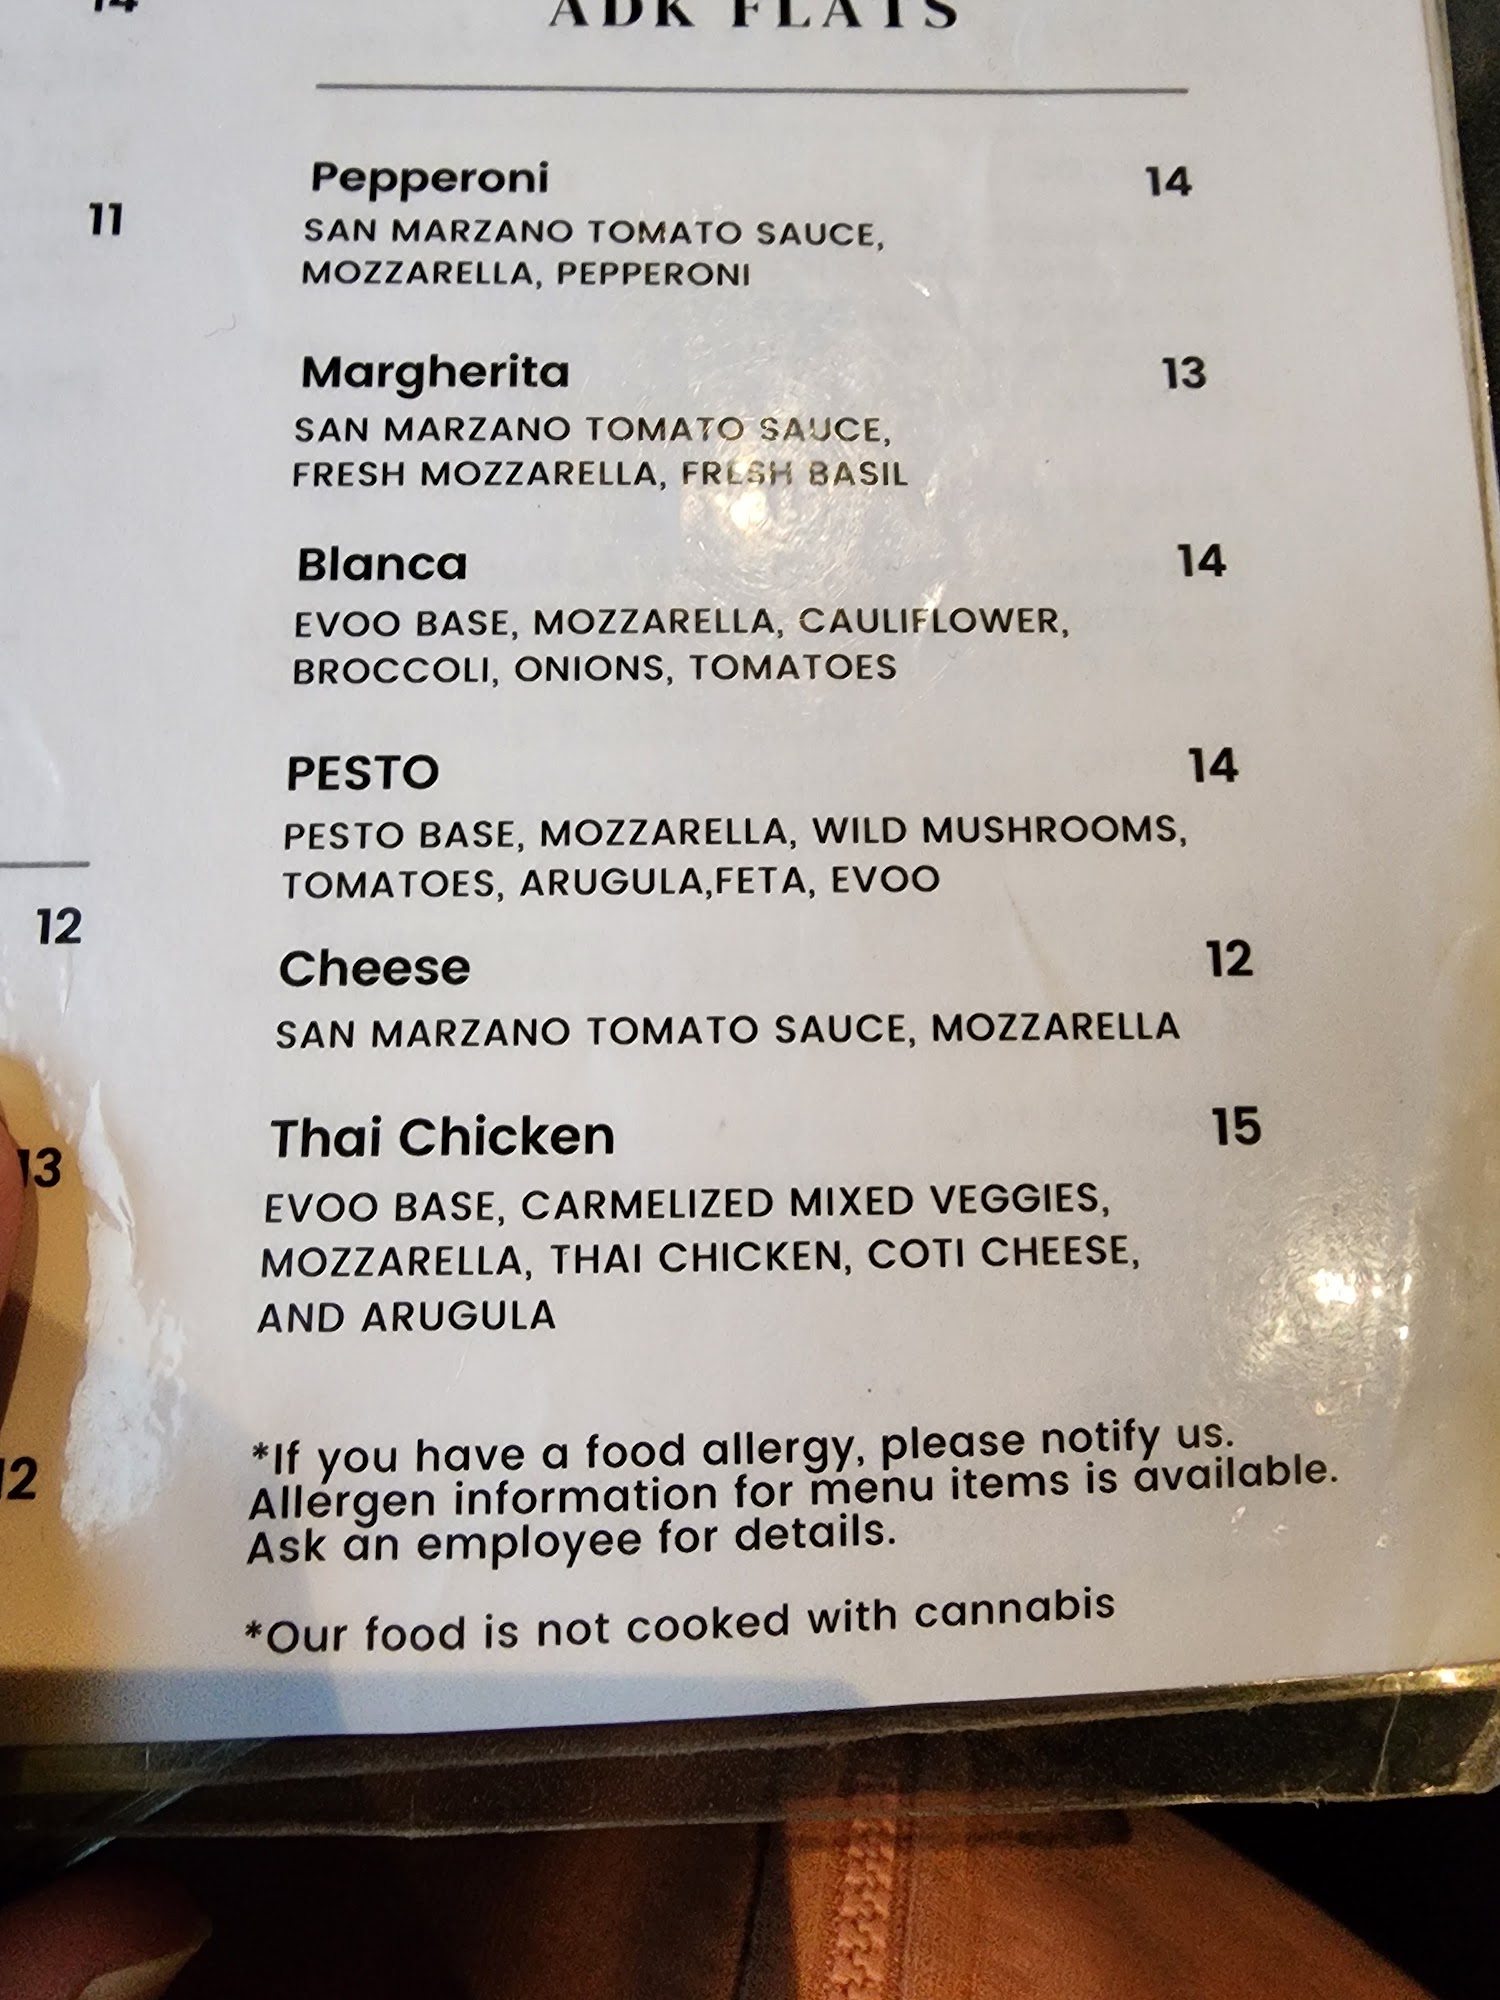 14
ADK FLATS
Pepperoni 14
SAN MARZANO TOMATO SAUCE,
MOZZARELLA, PEPPERONI
11
Margherita 13
SAN MARZANO TOMATO SAUCE,
FRESH MOZZARELLA, FRESH BASIL
Blanca 14
EVOO BASE, MOZZARELLA, CAULIFLOWER,
BROCCOLI, ONIONS, TOMATOES
PESTO 14
PESTO BASE, MOZZARELLA, WILD MUSHROOMS,
TOMATOES, ARUGULA,FETA, EVOO
12
Cheese 12
SAN MARZANO TOMATO SAUCE, MOZZARELLA
13
Thai Chicken 15
EVOO BASE, CARMELIZED MIXED VEGGIES,
MOZZARELLA, THAI CHICKEN, COTI CHEESE,
AND ARUGULA
12
*If you have a food allergy, please notify us.
Allergen information for menu items is available.
Ask an employee for details.
*Our food is not cooked with cannabis